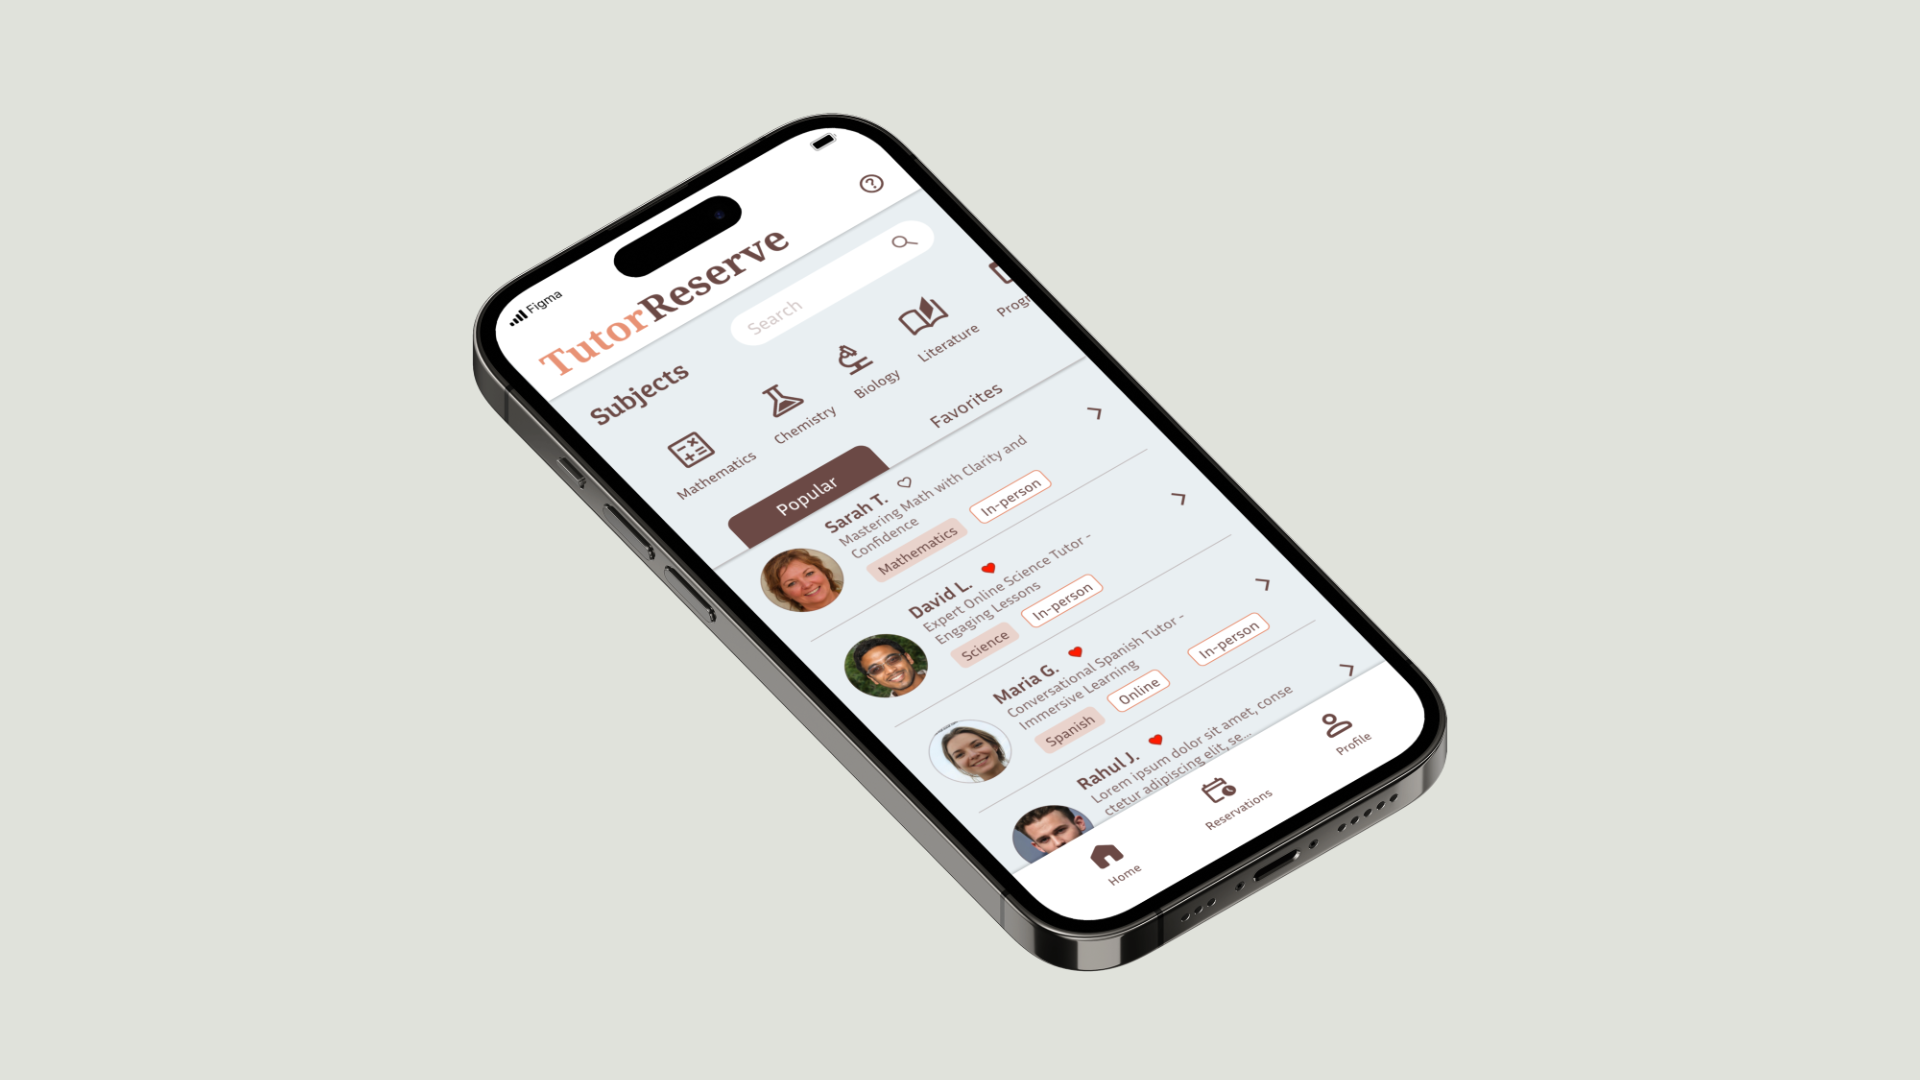 Figma
TutorReserve
Subjects
Search
Mathematics
Chemistry
Biology
Literature
Progr
Popular
Favorites
Sarah T.
Mastering Math with Clarity and
Confidence
Mathematics
In-person
David L.
Expert Online Science Tutor -
Engaging Lessons
Science
In-person
Maria G.
Conversational Spanish Tutor -
Immersive Learning
Spanish
Online
In-person
Rahul J.
Lorem ipsum dolor sit amet, conse
ctetur adipiscing elit, se...
Home
Reservations
Profile